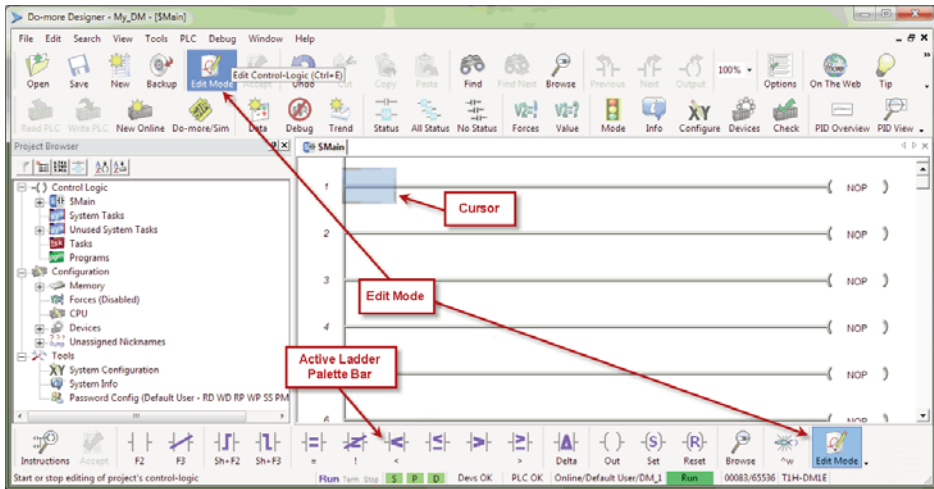 Do-more Designer - My_DM - [$Main]
File Edit Search View Tools PLC Debug Window Help
Open Save New Backup Edit Mode Accept Undo Cut Copy Paste Find Find Next Browse Previous Next Output 100% Options On The Web Tip
Edit Control-Logic (Ctrl+E)
Read PLC Write PLC New Online Do-more/Sim Data Debug Trend Status All Status No Status Forces Value Mode Info Configure Devices Check PID Overview PID View
Project Browser
$Main
Control Logic
$Main
System Tasks
Unused System Tasks
Tasks
Programs
Configuration
Memory
Forces (Disabled)
CPU
Devices
Unassigned Nicknames
Tools
System Configuration
System Info
Password Config (Default User - RD WD RP WP SS PM
1 NOP
Cursor
2 NOP
3 NOP
Edit Mode
4 NOP
Active Ladder
Palette Bar
NOP
6 NOP
Instructions Accept F2 F3 Sh+F2 Sh+F3 = ! < > Delta Out Set Reset Browse ^w Edit Mode
Start or stop editing of project's control-logic Run Term Stop S P D Devs OK PLC OK Online/Default User/DM_1 Run 00083/65536 T1H-DM1E